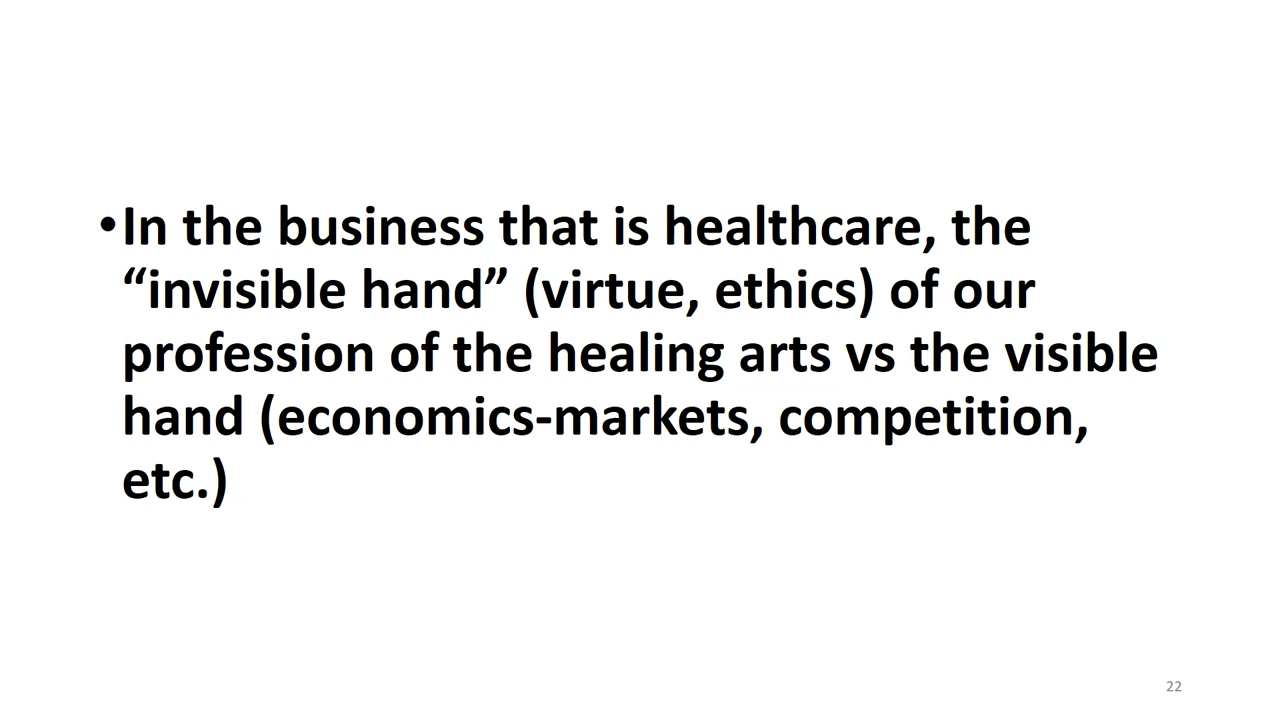 •In the business that is healthcare, the
“invisible hand” (virtue, ethics) of our
profession of the healing arts vs the visible
hand (economics-markets, competition,
etc.)
22